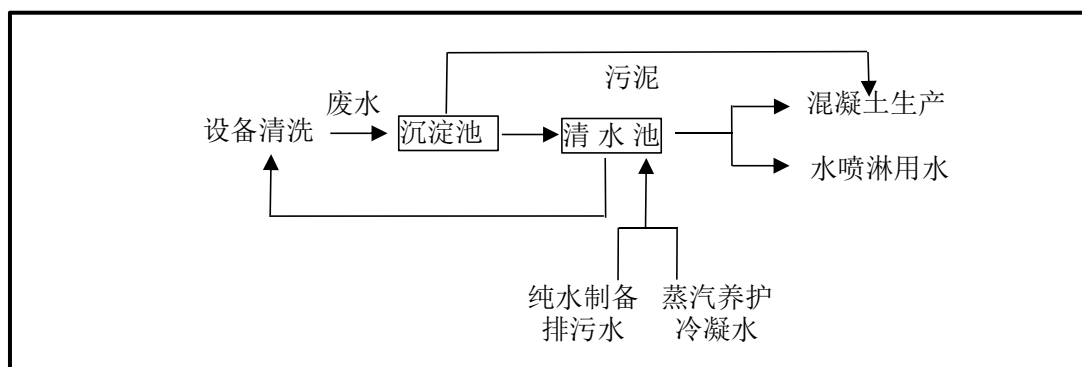 污泥
废水
混凝土生产
设备清洗
沉淀池
清水池
水喷淋用水
纯水制备
排污水
蒸汽养护
冷凝水